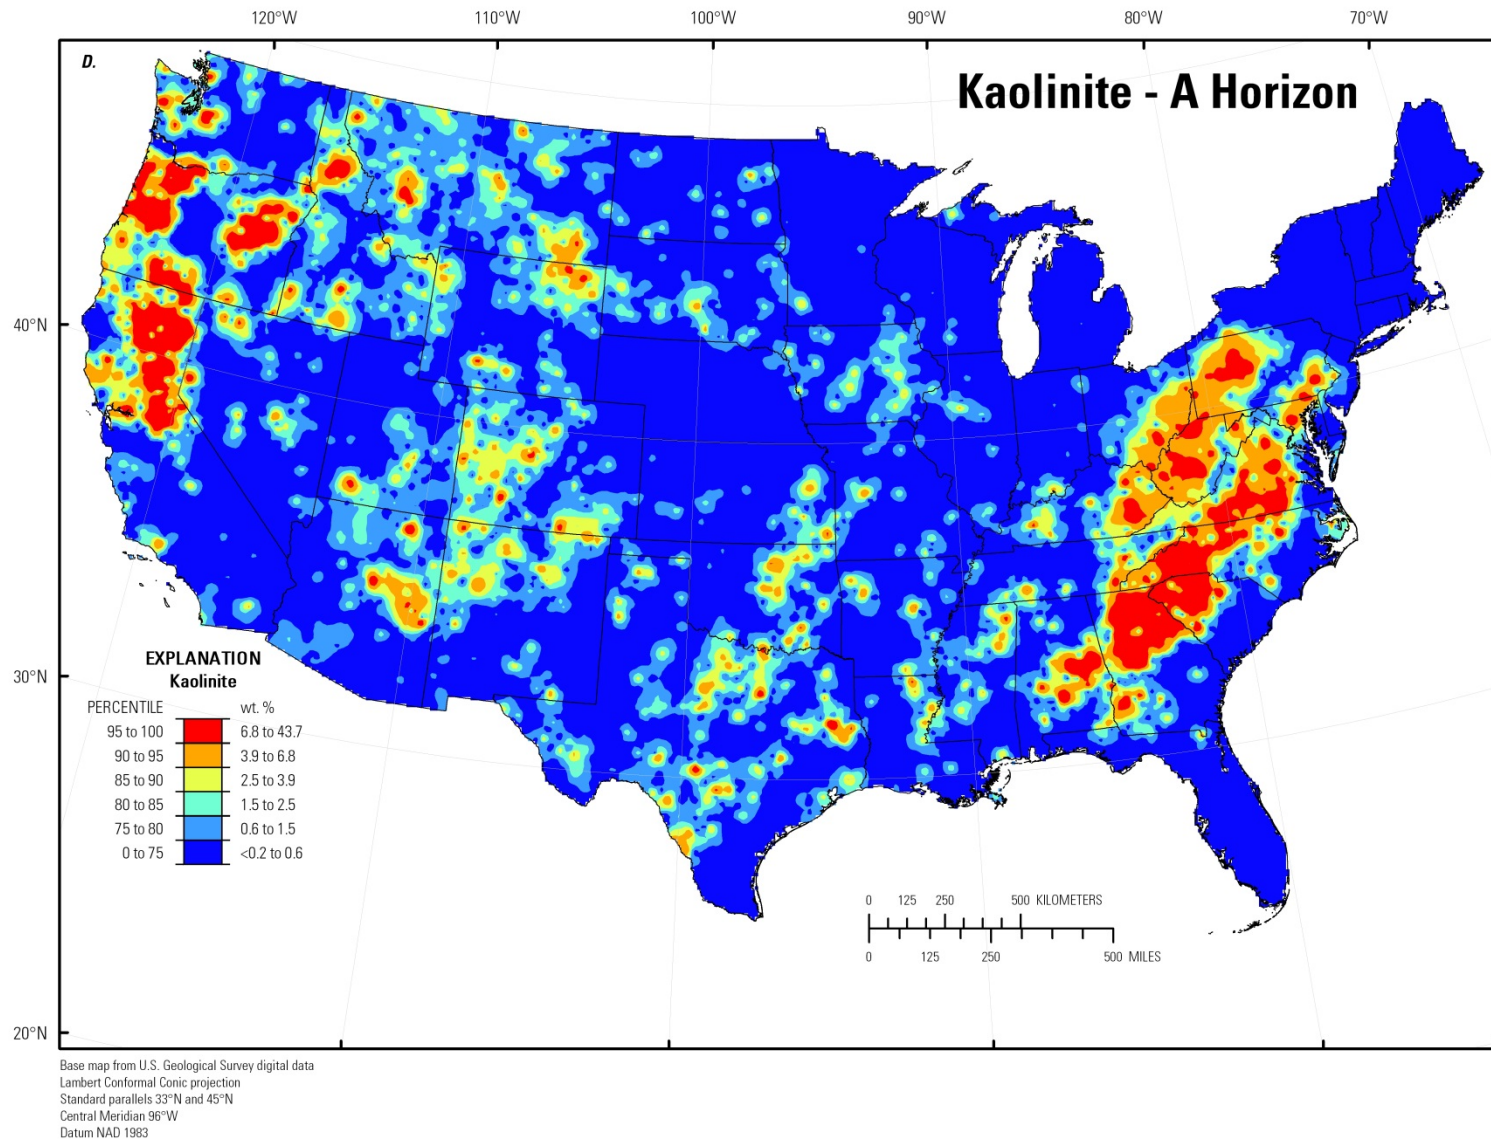 120°W 110°W 100°W 90°W 80°W 70°W
D.
Kaolinite - A Horizon
40°N
30°N
20°N
EXPLANATION
Kaolinite
PERCENTILE wt. %
95 to 100 6.8 to 43.7
90 to 95 3.9 to 6.8
85 to 90 2.5 to 3.9
80 to 85 1.5 to 2.5
75 to 80 0.6 to 1.5
0 to 75 <0.2 to 0.6
0 125 250 500 KILOMETERS
0 125 250 500 MILES
Base map from U.S. Geological Survey digital data
Lambert Conformal Conic projection
Standard parallels 33°N and 45°N
Central Meridian 96°W
Datum NAD 1983